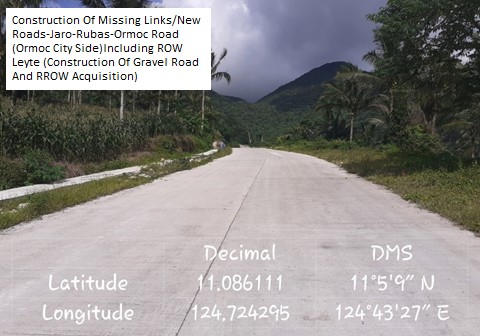 Construction Of Missing Links/New
Roads-Jaro-Rubas-Ormoc Road
(Ormoc City Side)Including ROW
Leyte (Construction Of Gravel Road
And RROW Acquisition)
Decimal DMS
Latitude 11.086111 11°5'9" N
Longitude 124.724295 124°43'27" E